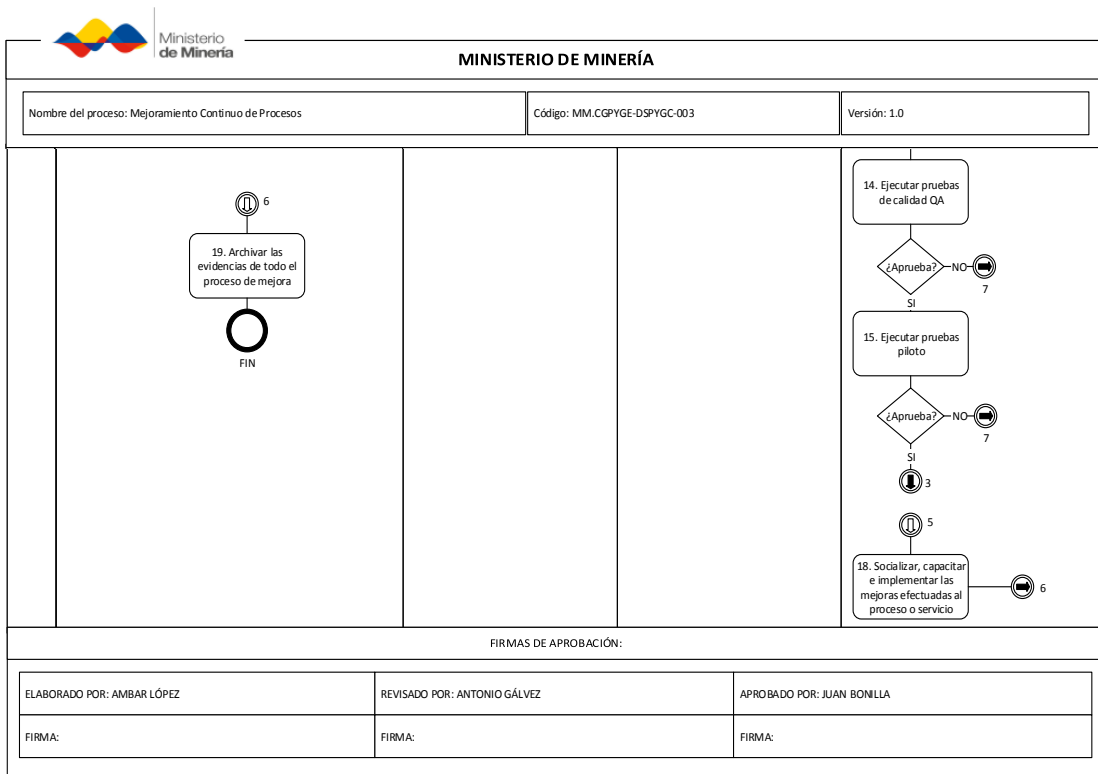 Ministerio
de Minería
MINISTERIO DE MINERÍA
Nombre del proceso: Mejoramiento Continuo de Procesos
Código: MM.CGPYGE-DSPYGC-003
Versión: 1.0
6
19. Archivar las
evidencias de todo el
proceso de mejora
FIN
14. Ejecutar pruebas
de calidad QA
¿Aprueba?
NO
7
SI
15. Ejecutar pruebas
piloto
¿Aprueba?
NO
7
SI
3
5
18. Socializar, capacitar
e implementar las
mejoras efectuadas al
proceso o servicio
6
FIRMAS DE APROBACIÓN:
ELABORADO POR: AMBAR LÓPEZ
REVISADO POR: ANTONIO GÁLVEZ
APROBADO POR: JUAN BONILLA
FIRMA:
FIRMA:
FIRMA: